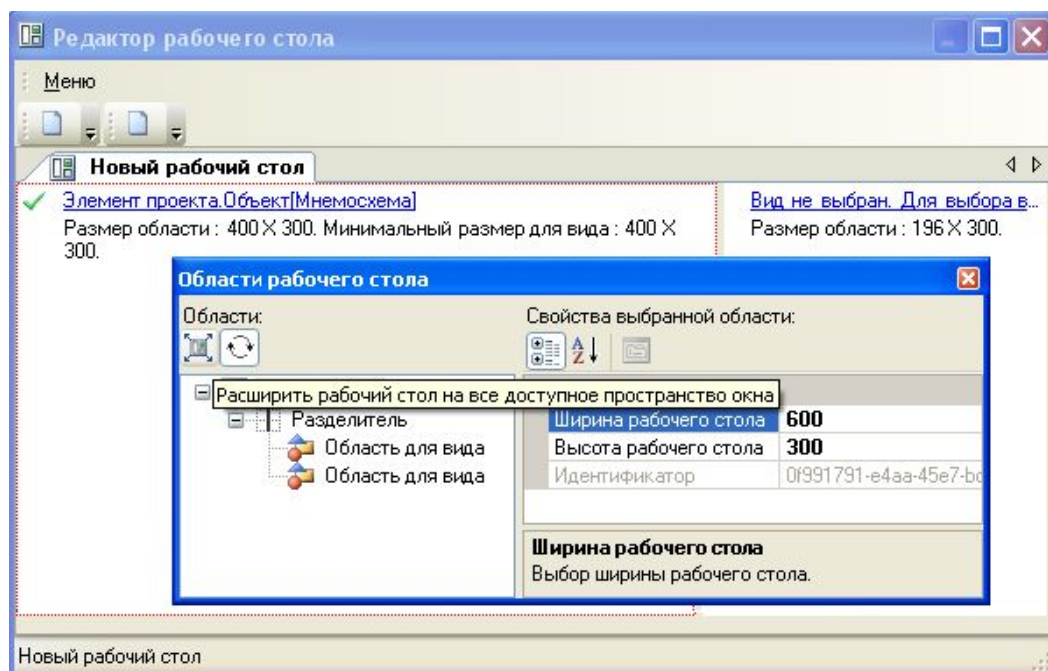 Редактор рабочего стола
Меню
Новый рабочий стол
Элемент проекта.Объект[Мнемосхема]
Вид не выбран. Для выбора в...
Размер области : 400 X 300. Минимальный размер для вида : 400 X
300.
Размер области : 196 X 300.
Области рабочего стола
Области:
Свойства выбранной области:
Расширить рабочий стол на все доступное пространство окна
Разделитель
Ширина рабочего стола 600
Область для вида
Высота рабочего стола 300
Область для вида
Идентификатор 0f991791-e4aa-45e7-bc
Ширина рабочего стола
Выбор ширины рабочего стола.
Новый рабочий стол